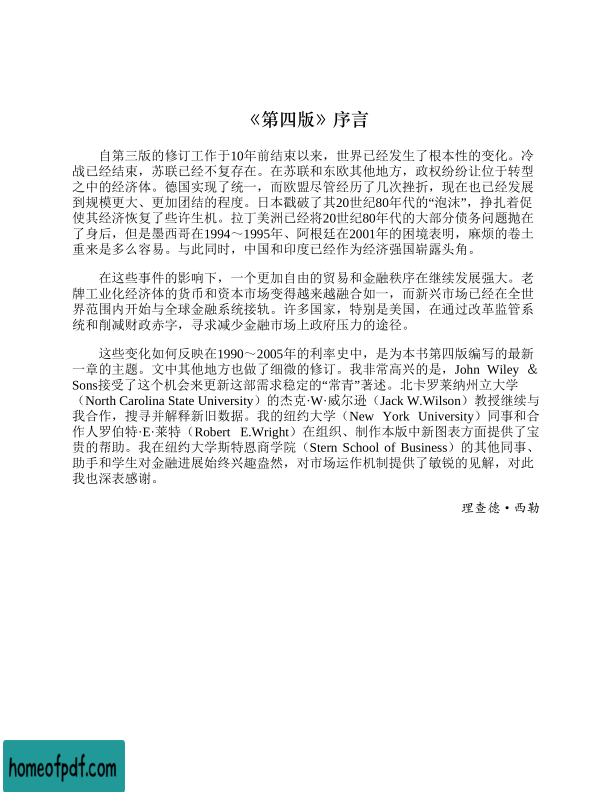 《第四版》序言
自第三版的修订工作于10年前结束以来，世界已经发生了根本性的变化。冷
战已经结束，苏联已经不复存在。在苏联和东欧其他地方，政权纷纷让位于转型
之中的经济体。德国实现了统一，而欧盟尽管经历了几次挫折，现在也已经发展
到规模更大、更加团结的程度。日本戳破了其20世纪80年代的“泡沫”，挣扎着促
使其经济恢复了些许生机。拉丁美洲已经将20世纪80年代的大部分债务问题抛在
了身后，但是墨西哥在1994～1995年、阿根廷在2001年的困境表明，麻烦的卷土
重来是多么容易。与此同时，中国和印度已经作为经济强国崭露头角。
在这些事件的影响下，一个更加自由的贸易和金融秩序在继续发展强大。老
牌工业化经济体的货币和资本市场变得越来越融合如一，而新兴市场已经在全世
界范围内开始与全球金融系统接轨。许多国家，特别是美国，在通过改革监管系
统和削减财政赤字，寻求减少金融市场上政府压力的途径。
这些变化如何反映在1990～2005年的利率史中，是为本书第四版编写的最新
一章的主题。文中其他地方也做了细微的修订。我非常高兴的是，John Wiley &
Sons接受了这个机会来更新这部需求稳定的“常青”著述。北卡罗莱纳州立大学
（North Carolina State University）的杰克·W·威尔逊（Jack W.Wilson）教授继续与
我合作，搜寻并解释新旧数据。我的纽约大学（New York University）同事和合
作人罗伯特·E·莱特（Robert E.Wright）在组织、制作本版中新图表方面提供了宝
贵的帮助。我在纽约大学斯特恩商学院（Stern School of Business）的其他同事、
助手和学生对金融进展始终兴趣盎然，对市场运作机制提供了敏锐的见解，对此
我也深表感谢。
理查德·西勒
homeofpdf.com